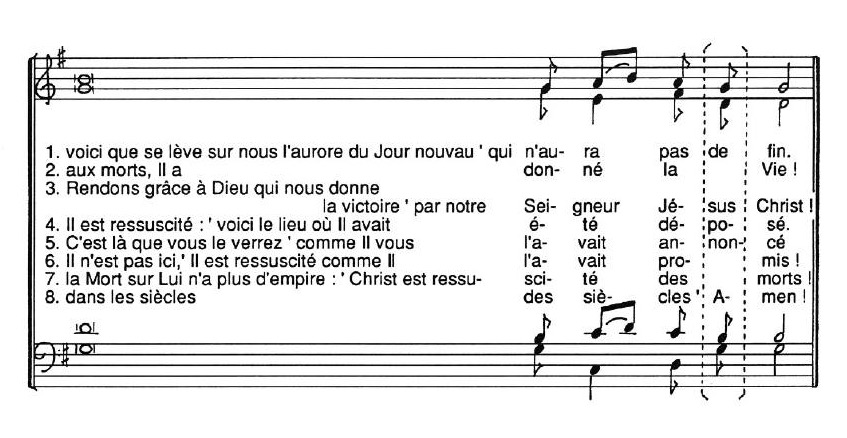 1. voici que se lève sur nous l'aurore du Jour nouvau ' qui n'au- ra pas de fin.
2. aux morts, Il a don- né la Vie !
3. Rendons grâce à Dieu qui nous donne
la victoire ' par notre Sei- gneur Jé- sus Christ !
4. Il est ressuscité : ' voici le lieu où Il avait é- té dé- po- sé.
5. C'est là que vous le verrez ' comme Il vous l'a- vait an- non- cé
6. Il n'est pas ici,' Il est ressuscité comme Il l'a- vait pro- mis !
7. la Mort sur Lui n'a plus d'empire : ' Christ est ressu- sci- té des morts !
8. dans les siècles des siè- cles ' A- men !